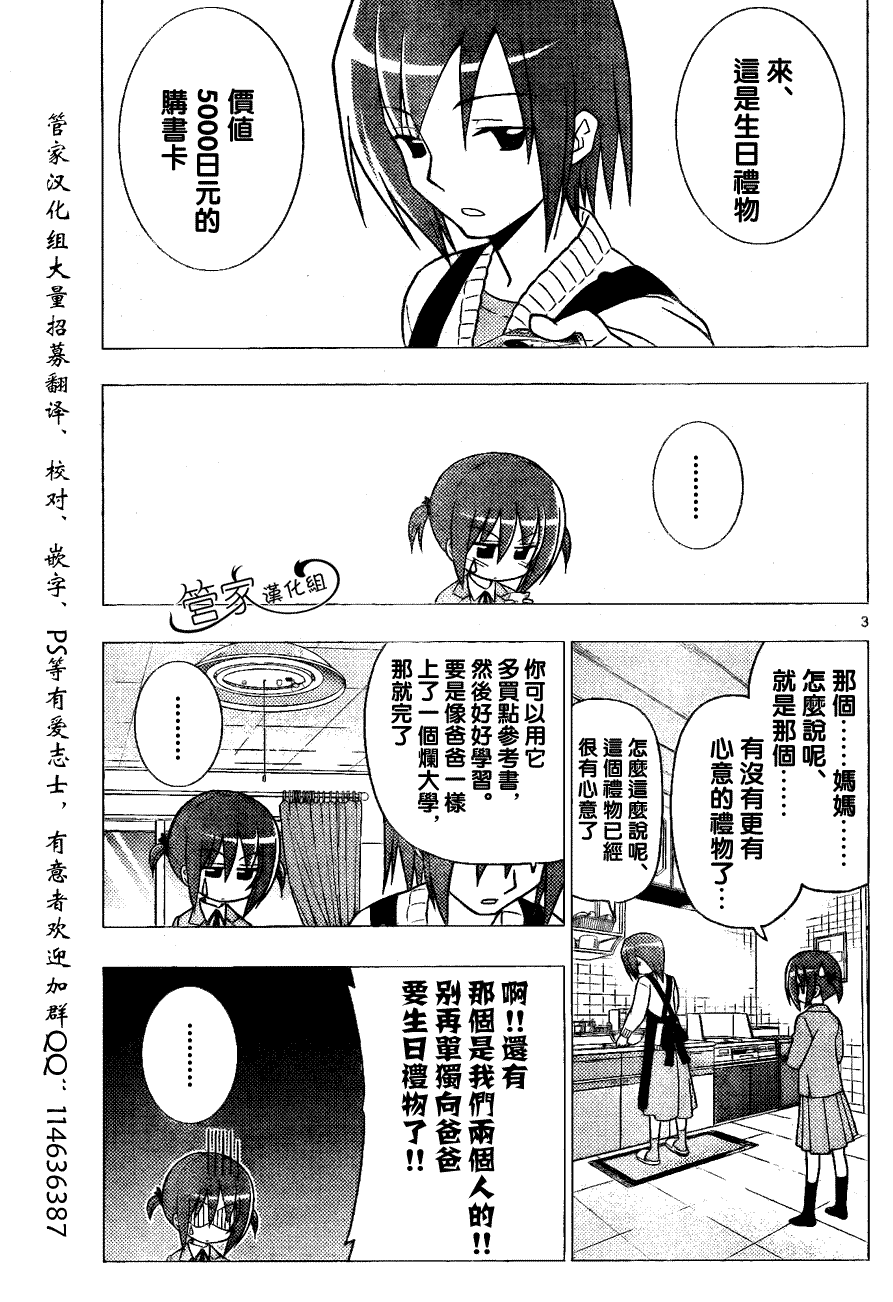 來、
這是生日禮物
價值
5000日元的
購書卡
……
管家
漢化組
3
那個……媽媽……
怎麼說呢、
就是那個……
有沒有更有
心意的禮物了…
怎麼這麼說呢、
這個禮物已經
很有心意了
你可以用它
多買點參考書，
然後好好學習。
要是像爸爸一樣
上了一個爛大學，
那就完了
……
啊!!還有
那個是我們兩個人的!!
別再單獨向爸爸
要生日禮物了!!
……
管家汉化组大量招募翻译、校对、嵌字、PS等有爱志士，有意者欢迎加群QQ：114636387